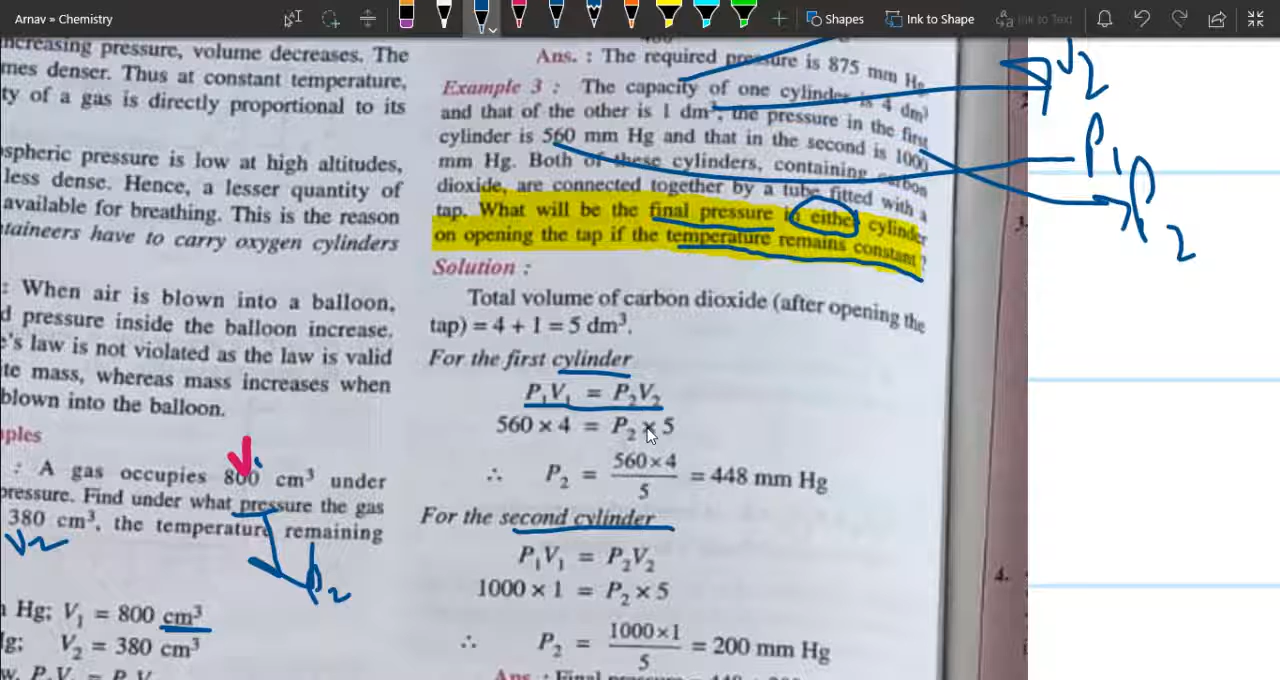 Arnav » Chemistry
Shapes
Ink to Shape
Ink to Text
increasing pressure, volume decreases. The
mes denser. Thus at constant temperature,
ty of a gas is directly proportional to its
ospheric pressure is low at high altitudes,
less dense. Hence, a lesser quantity of
available for breathing. This is the reason
ntaineers have to carry oxygen cylinders
: When air is blown into a balloon,
d pressure inside the balloon increase.
e's law is not violated as the law is valid
te mass, whereas mass increases when
blown into the balloon.
ples
V1
: A gas occupies 800 cm³ under
pressure. Find under what pressure the gas
380 cm³, the temperature remaining
V2
P2
Hg; V₁ = 800 cm³
lg; V₂ = 380 cm³
w, P₁V₁ = P₂V₂
Ans. : The required pressure is 875 mm Hg
Example 3 : The capacity of one cylinder is 4 dm³
and that of the other is 1 dm³, the pressure in the first
cylinder is 560 mm Hg and that in the second is 1000
mm Hg. Both of these cylinders, containing carbon
dioxide, are connected together by a tube fitted with a
tap. What will be the final pressure in either cylinder
on opening the tap if the temperature remains constant?
Solution :
Total volume of carbon dioxide (after opening the
tap) = 4 + 1 = 5 dm³.
For the first cylinder
P₁V₁ = P₂V₂
560 × 4 = P₂ × 5
∴ P₂ = 560×4 / 5 = 448 mm Hg
For the second cylinder
P₁V₁ = P₂V₂
1000 × 1 = P₂ × 5
∴ P₂ = 1000×1 / 5 = 200 mm Hg
Ans : Final pressure = 448 + 200
V2
P1
P2
3.
4.